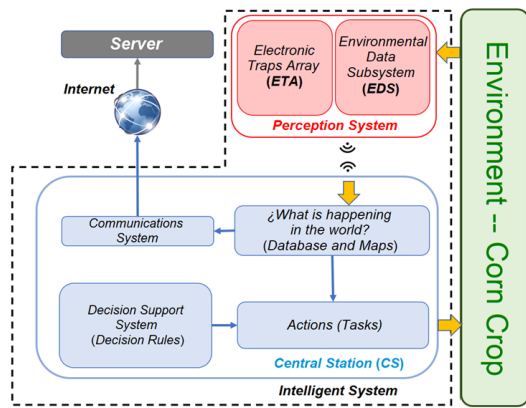 Server
Internet
Electronic
Traps Array
(ETA)
Environmental
Data
Subsystem
(EDS)
Perception System
Environment -- Corn Crop
Communications
System
¿What is happening
in the world?
(Database and Maps)
Decision Support
System
(Decision Rules)
Actions (Tasks)
Central Station (CS)
Intelligent System